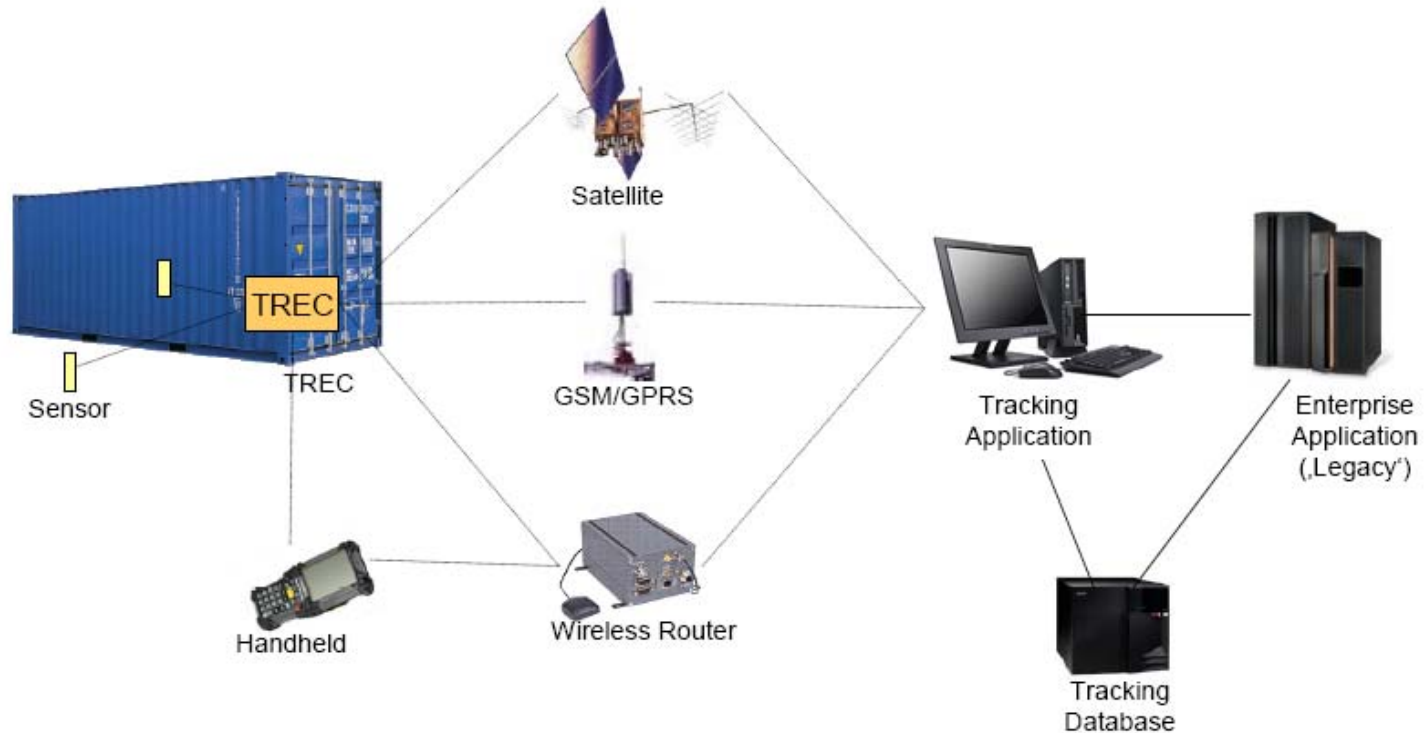 Satellite
TREC
TREC
Sensor
GSM/GPRS
Tracking
Application
Enterprise
Application
(‚Legacy‘)
Handheld
Wireless Router
Tracking
Database